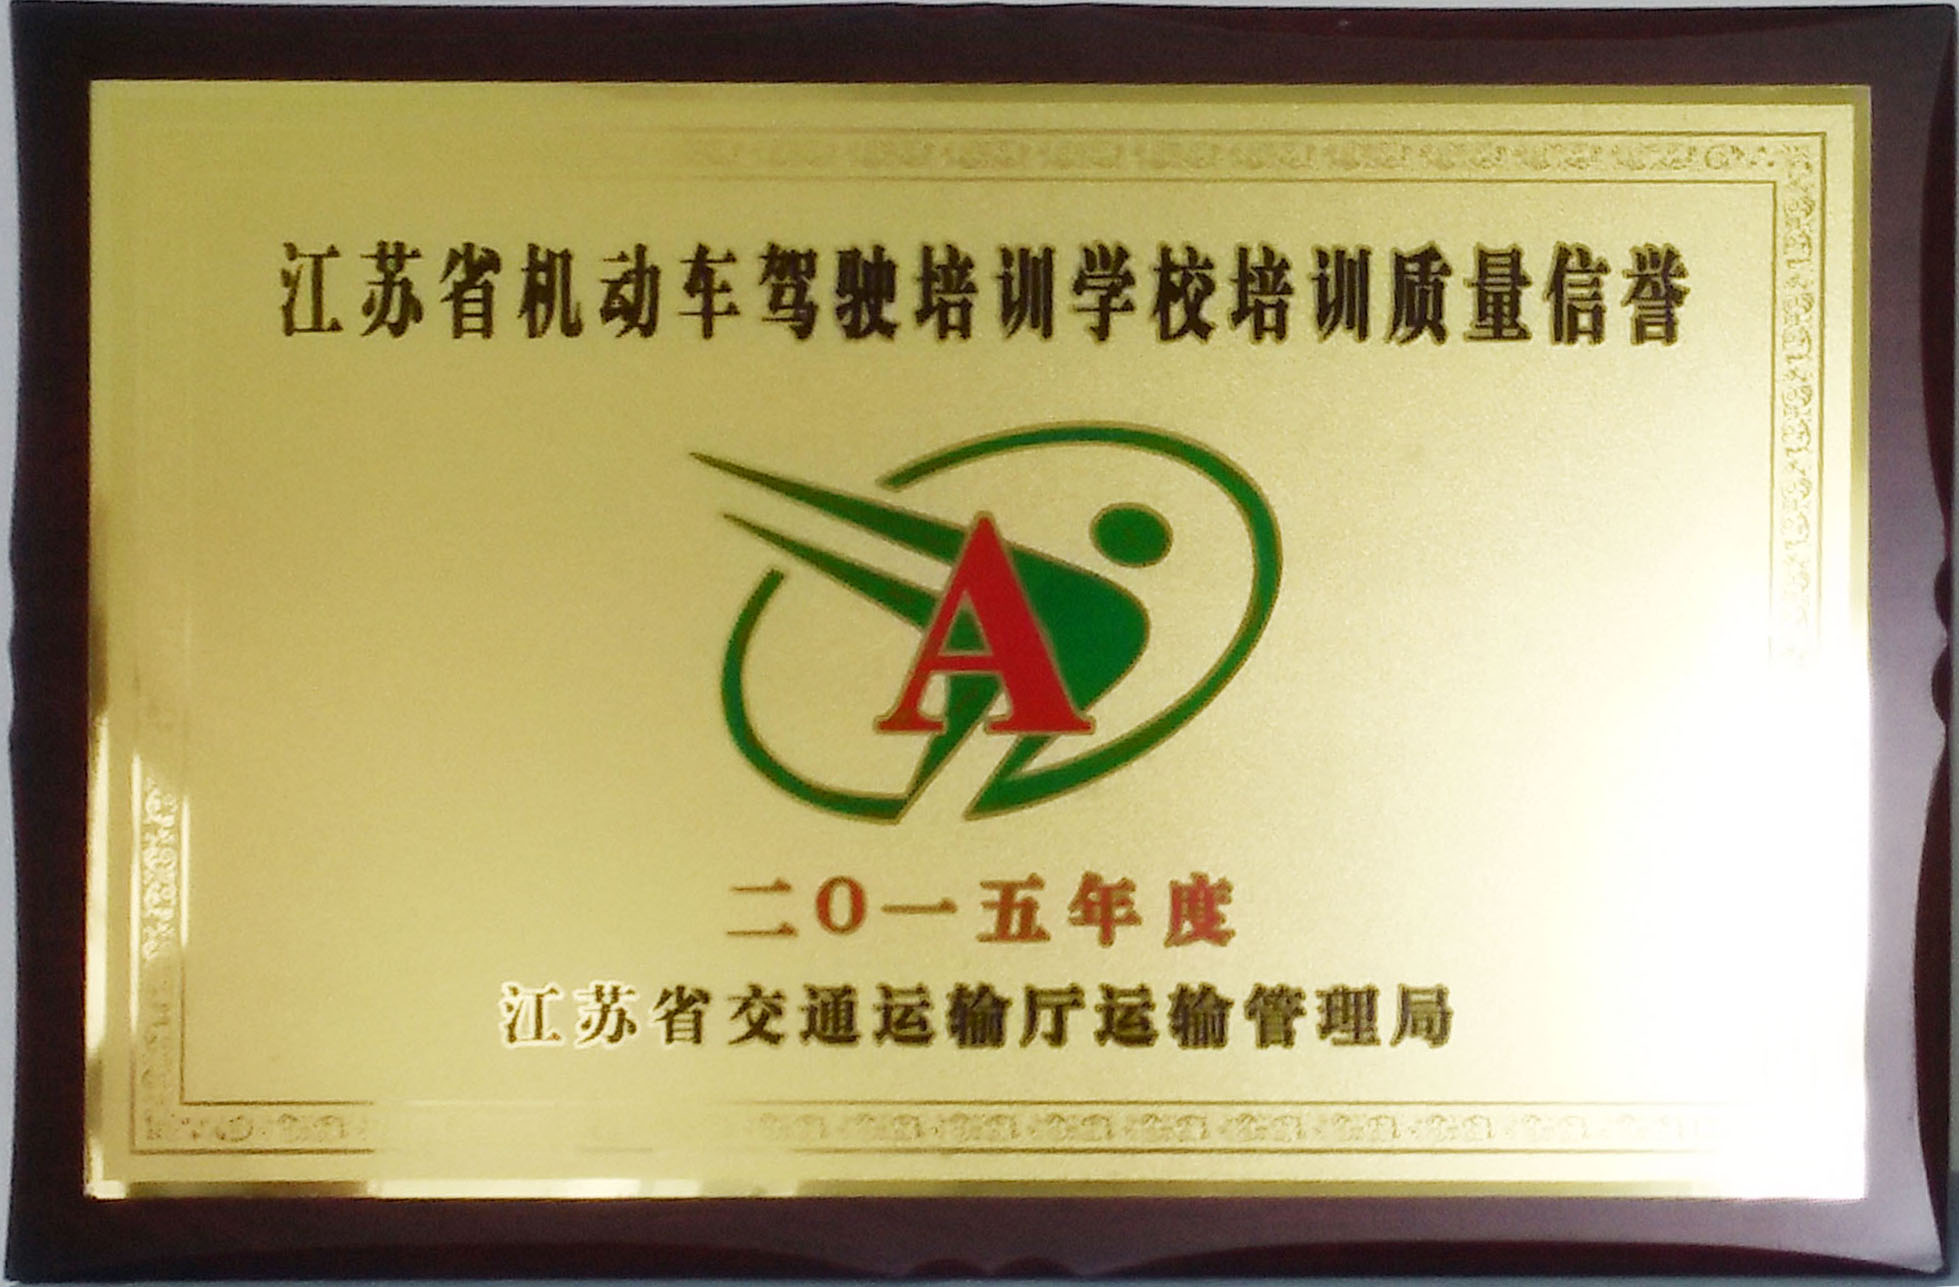 江苏省机动车驾驶培训学校培训质量信誉
A
二〇一五年度
江苏省交通运输厅运输管理局